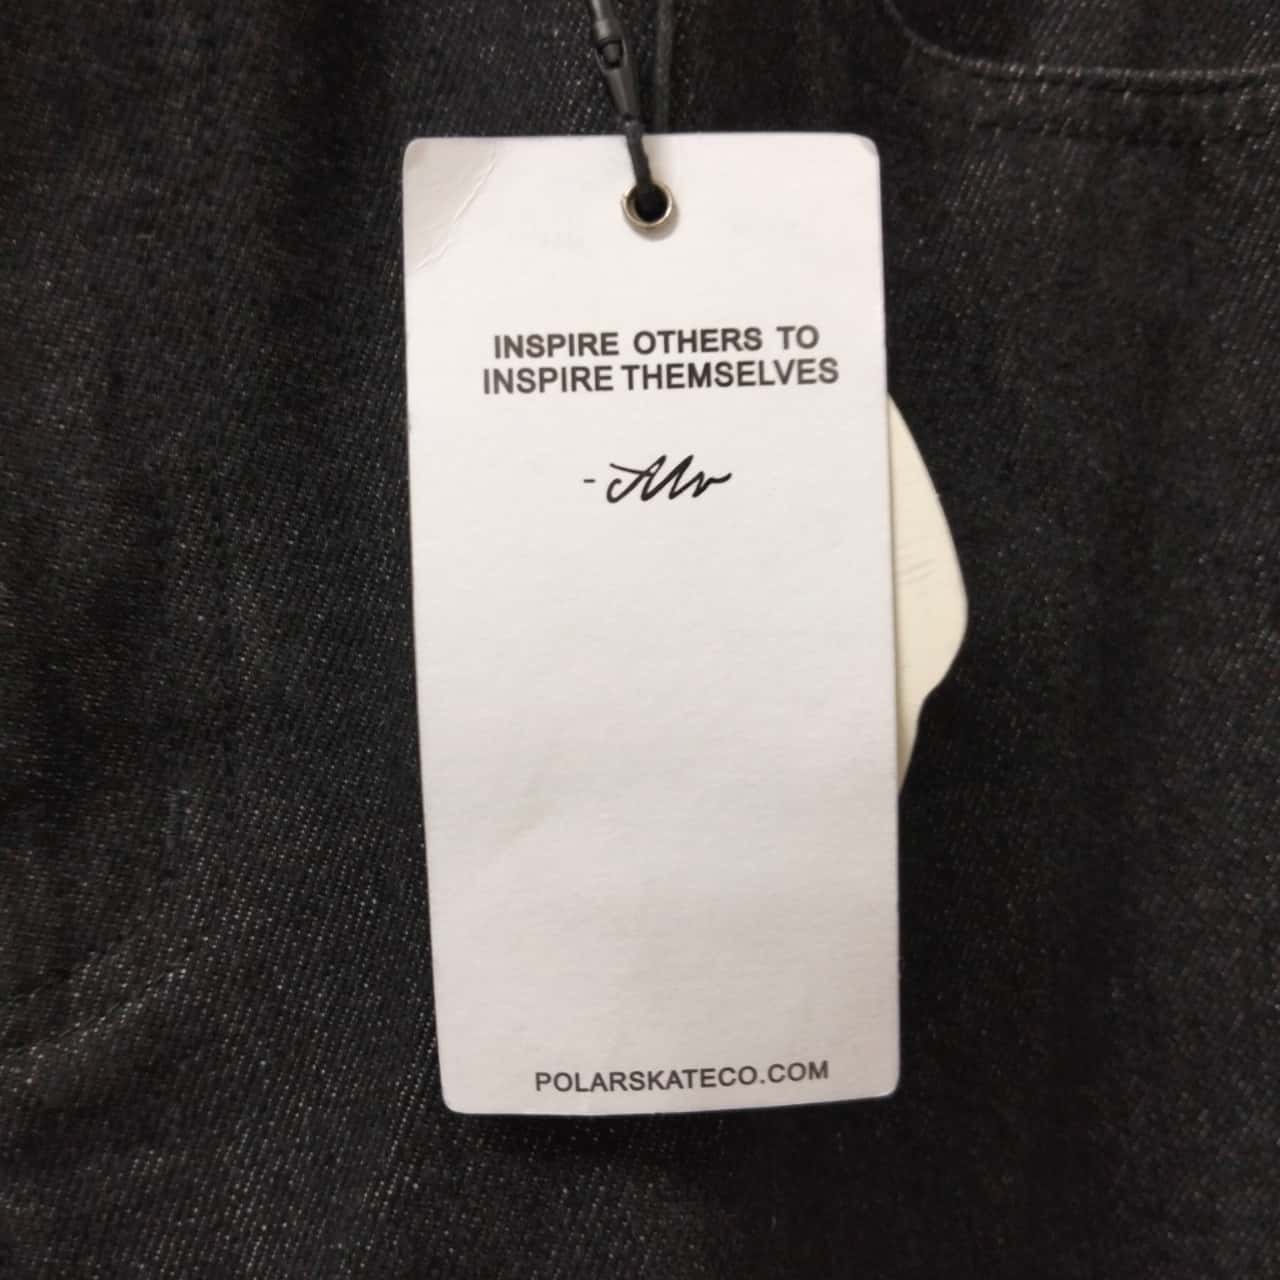 INSPIRE OTHERS TO
INSPIRE THEMSELVES
POLARSKATECO.COM